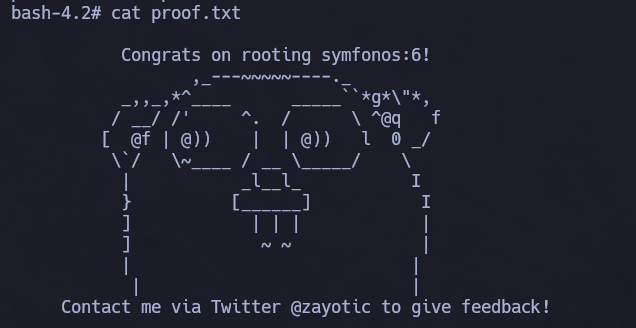 bash-4.2# cat proof.txt
Congrats on rooting symfonos:6!
,_---~~~~~----._
_,,_,*^____      _____``*g*\"*,
/ __/ /'     ^.  /      \ ^@q   f
[  @f | @))    |  | @))   l  0 _/
\`/   \~____ / __ \_____/    \
|           _l__l_           I
}          [______]           I
]            | | |            |
]             ~ ~             |
|                            |
|                           |
Contact me via Twitter @zayotic to give feedback!